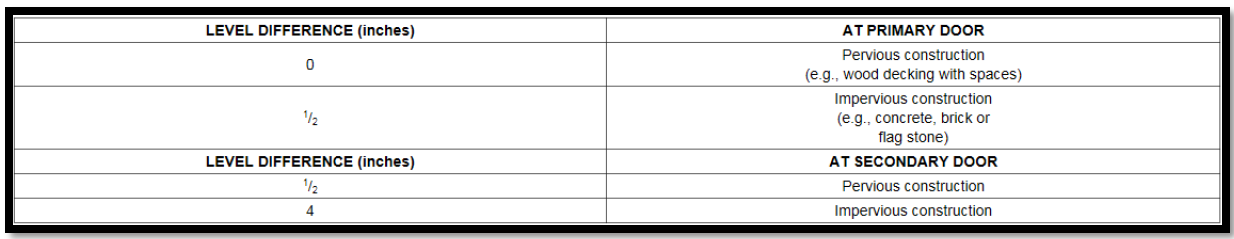 LEVEL DIFFERENCE (inches) AT PRIMARY DOOR
0 Pervious construction
(e.g., wood decking with spaces)
1/2 Impervious construction
(e.g., concrete, brick or
flag stone)
LEVEL DIFFERENCE (inches) AT SECONDARY DOOR
1/2 Pervious construction
4 Impervious construction